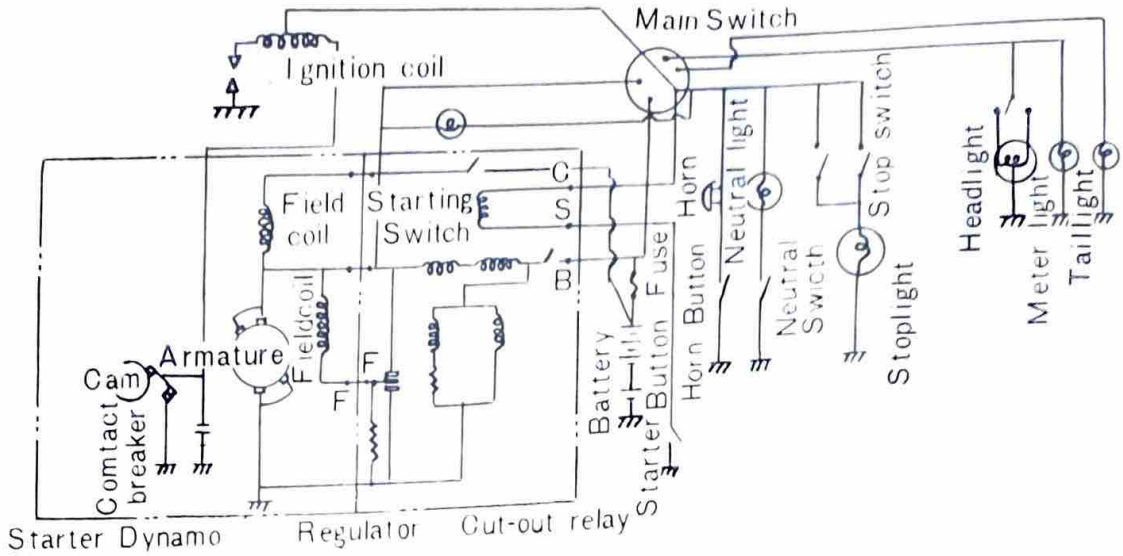 Main Switch
Ignition coil
Headlight
Meter light
Taillight
Stop switch
Neutral light
Horn
C
S
B
Field
coil
Starting
Switch
Fieldcoil
Armature
Cam
Comtact
breaker
F
F
Battery
Fuse
Starter Button
Horn Button
Neutral
Swicth
Stoplight
Starter Dynamo
Regulator
Cut-out relay